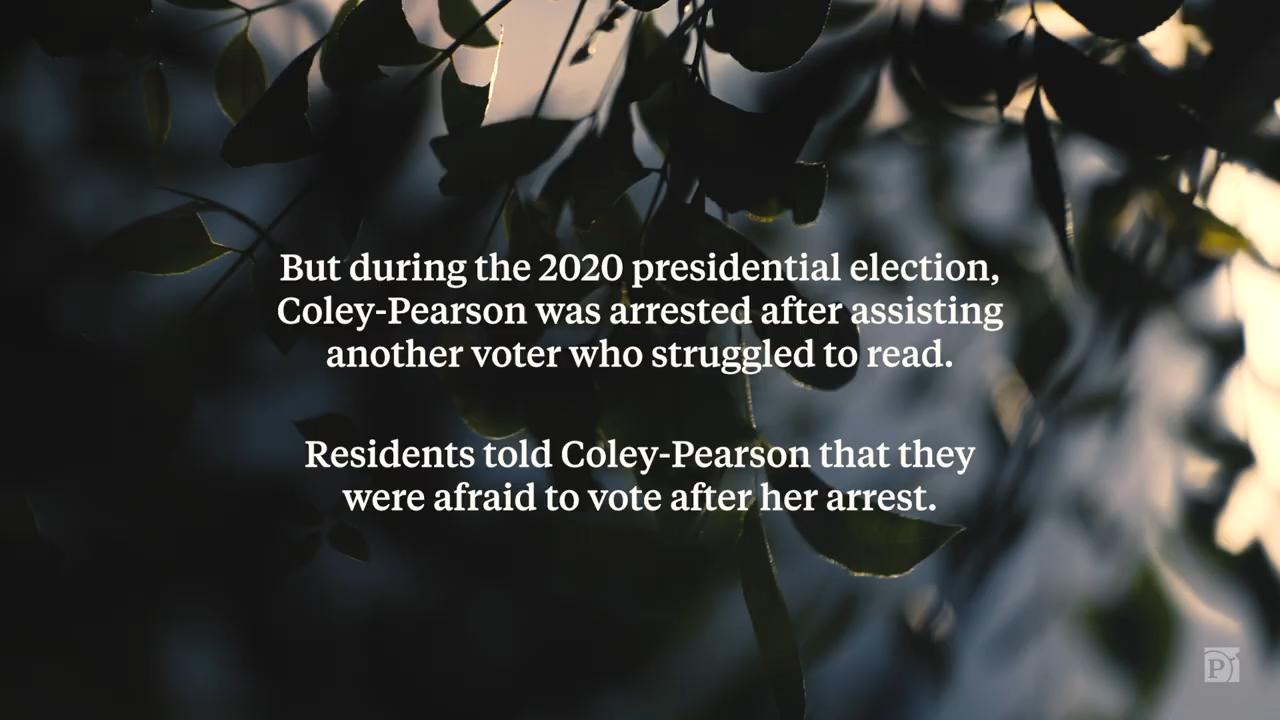 But during the 2020 presidential election,
Coley-Pearson was arrested after assisting
another voter who struggled to read.
Residents told Coley-Pearson that they
were afraid to vote after her arrest.
P